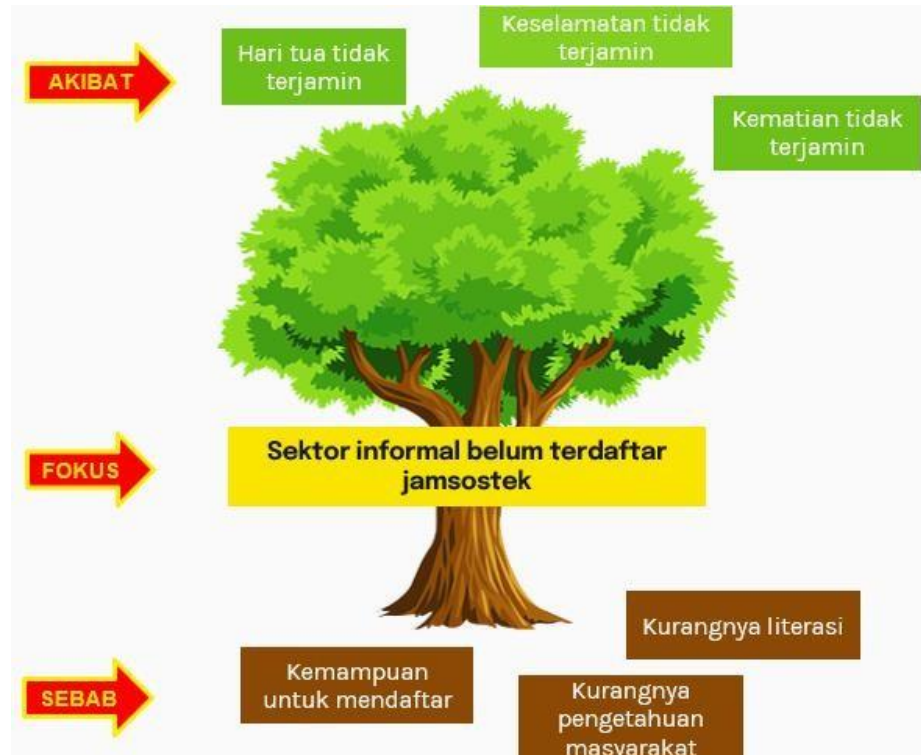 AKIBAT
Hari tua tidak
terjamin
Keselamatan tidak
terjamin
Kematian tidak
terjamin
FOKUS
Sektor informal belum terdaftar
jamsostek
SEBAB
Kemampuan
untuk mendaftar
Kurangnya
pengetahuan
masyarakat
Kurangnya literasi